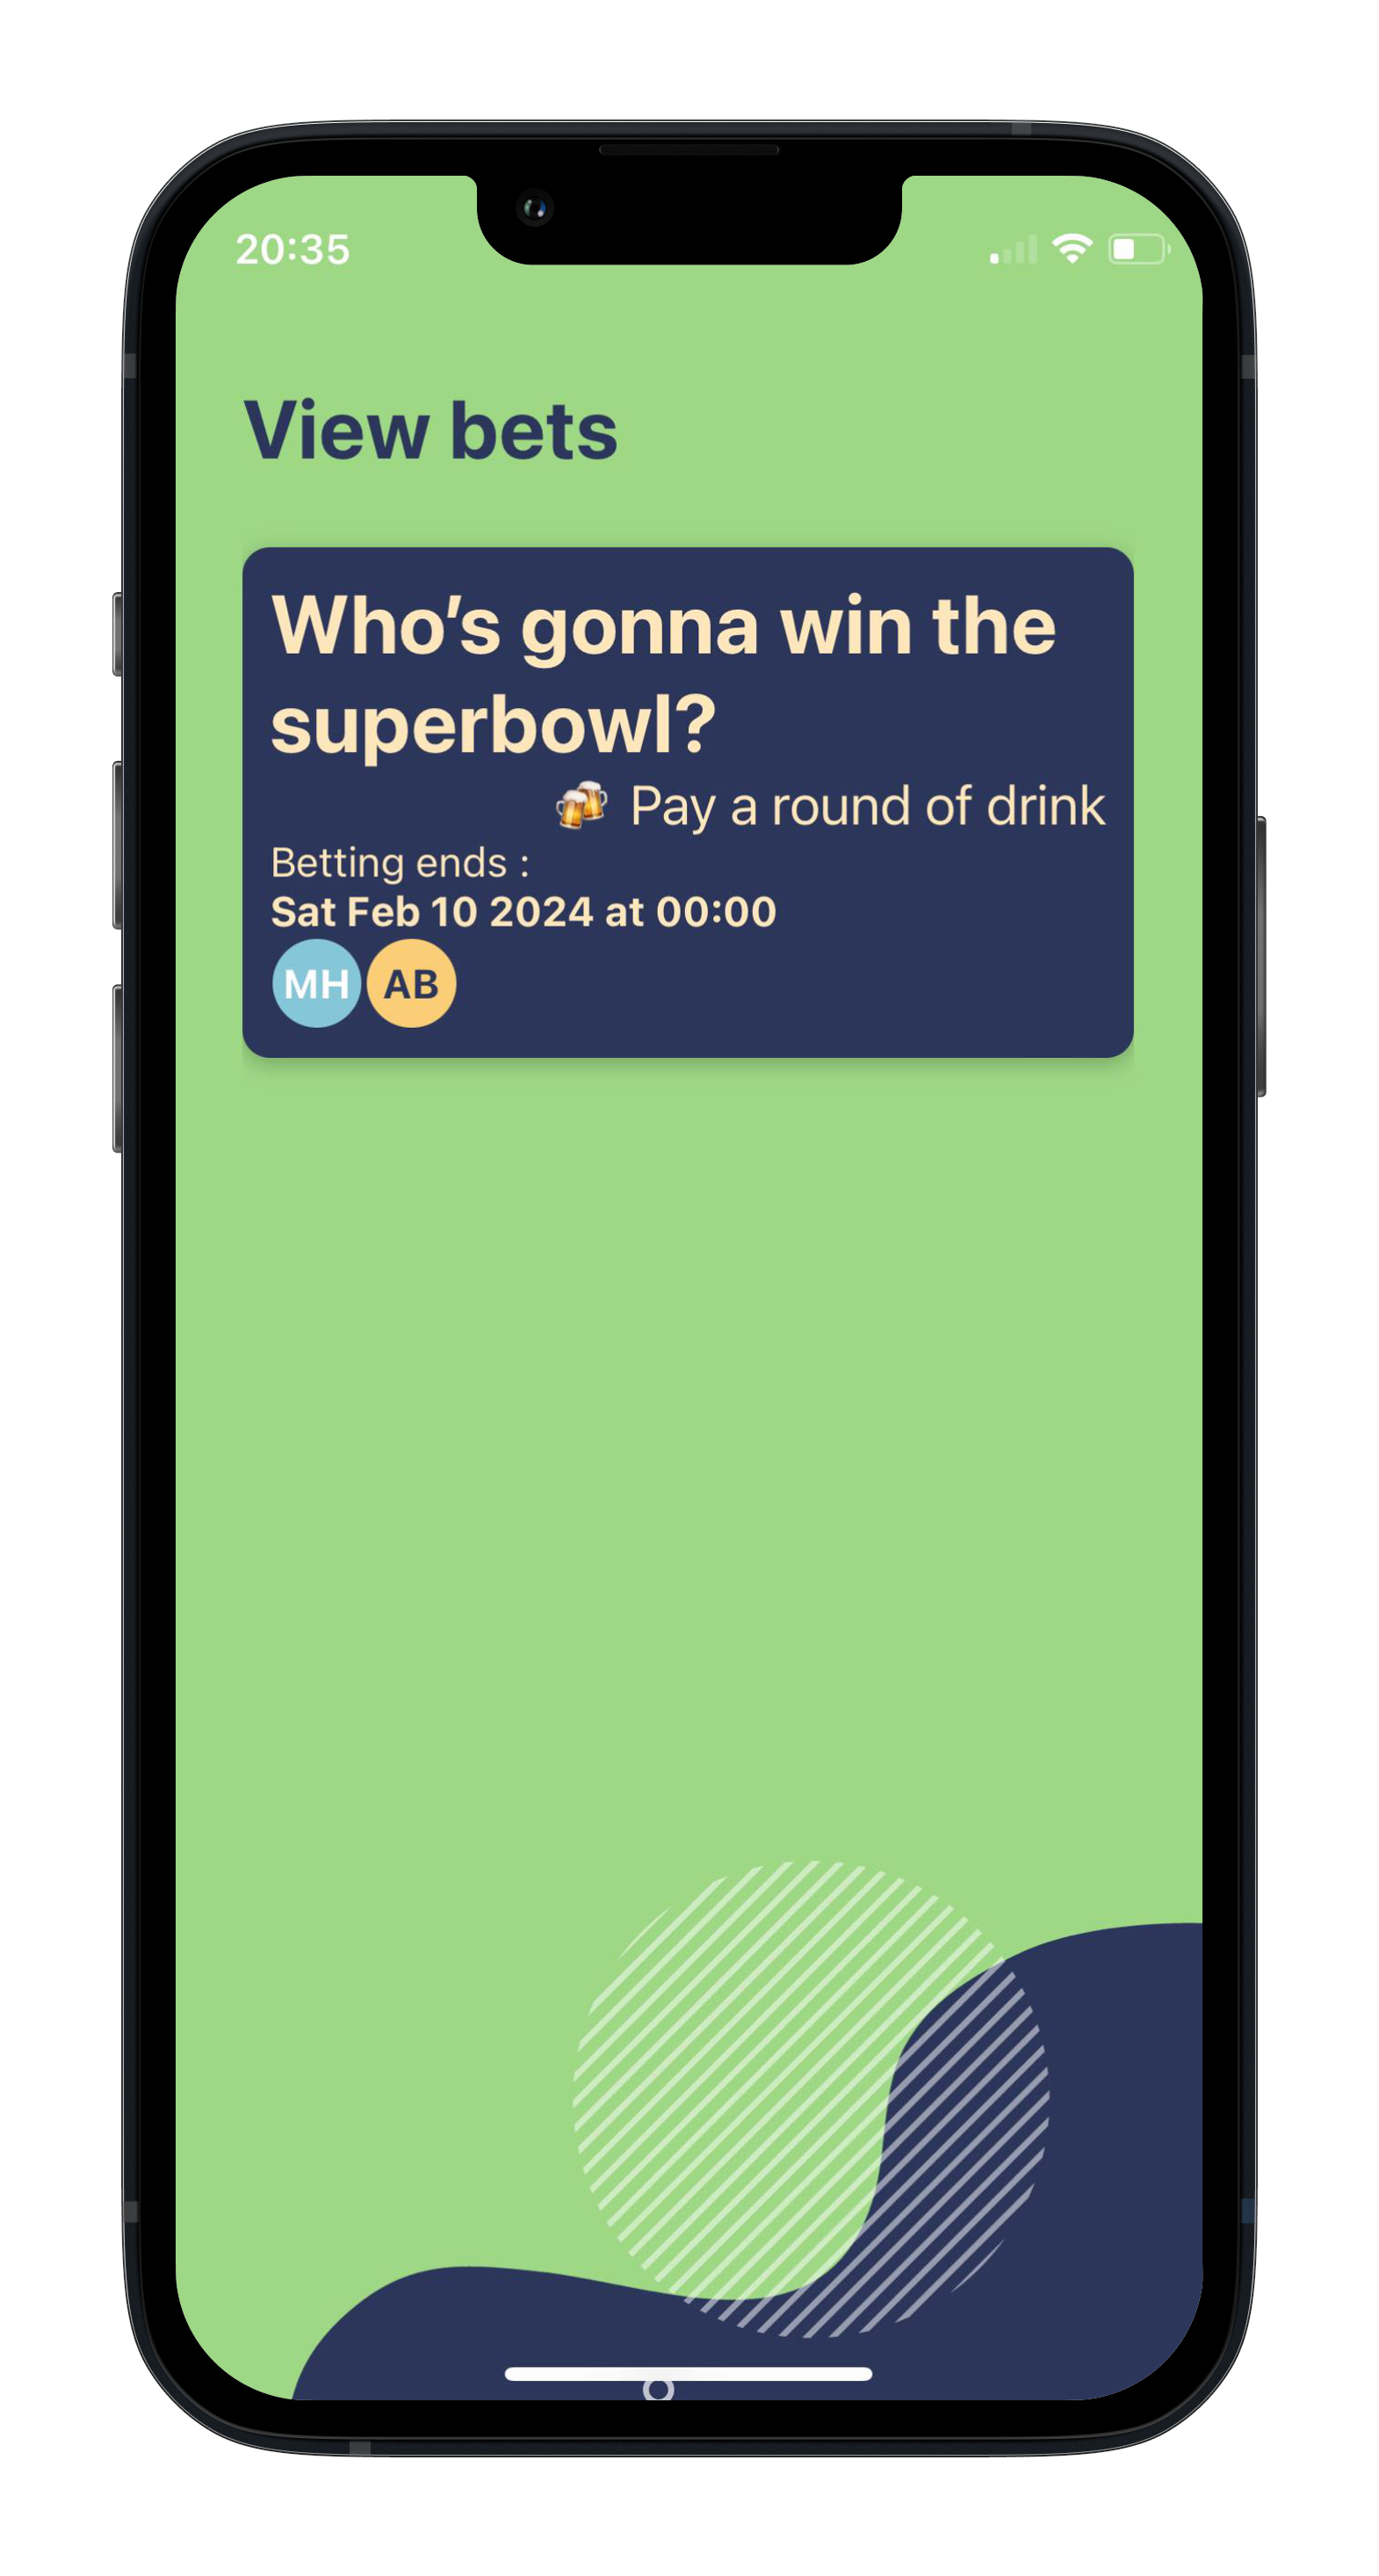 20:35
View bets
Who's gonna win the
superbowl?
🍻 Pay a round of drink
Betting ends :
Sat Feb 10 2024 at 00:00
MH AB